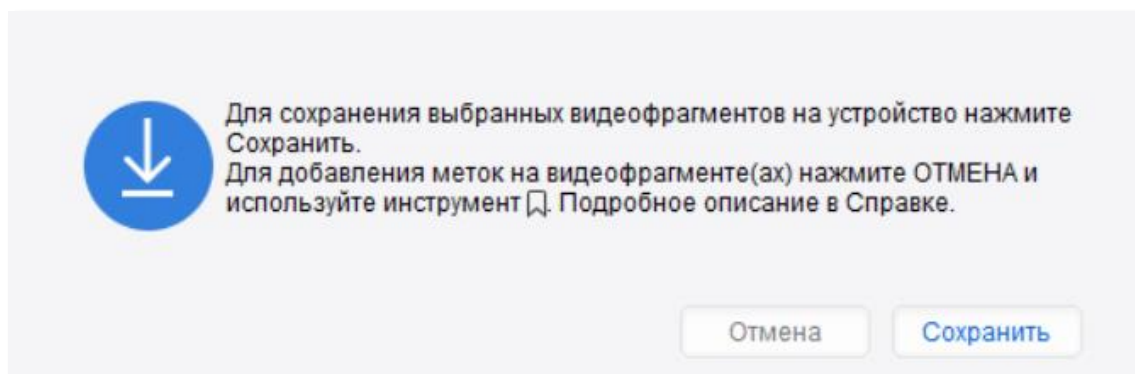 Для сохранения выбранных видеофрагментов на устройство нажмите
Сохранить.
Для добавления меток на видеофрагменте(ах) нажмите ОТМЕНА и
используйте инструмент . Подробное описание в Справке.
Отмена
Сохранить